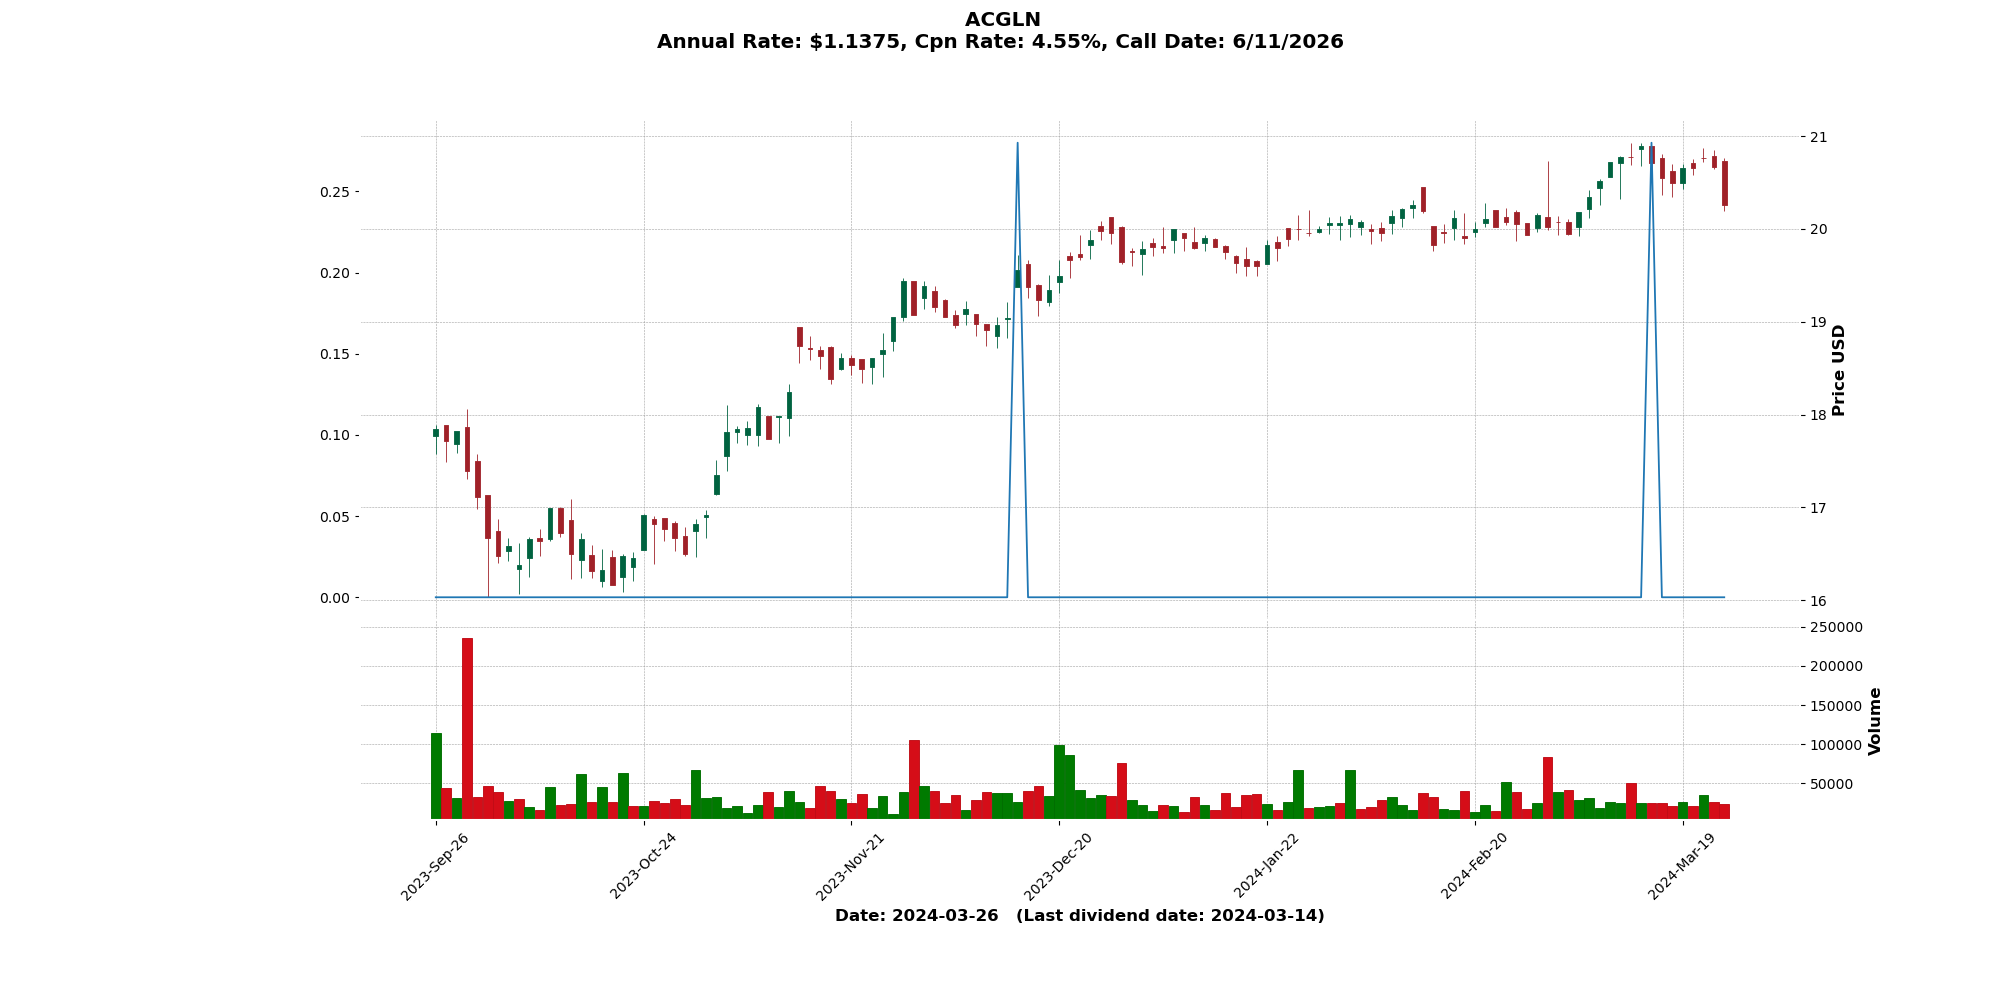 ACGLN
Annual Rate: $1.1375, Cpn Rate: 4.55%, Call Date: 6/11/2026
0.25
0.20
0.15
0.10
0.05
0.00
21
20
19
18
17
16
Price USD
250000
200000
150000
100000
50000
Volume
2023-Sep-26
2023-Oct-24
2023-Nov-21
2023-Dec-20
2024-Jan-22
2024-Feb-20
2024-Mar-19
Date: 2024-03-26 (Last dividend date: 2024-03-14)